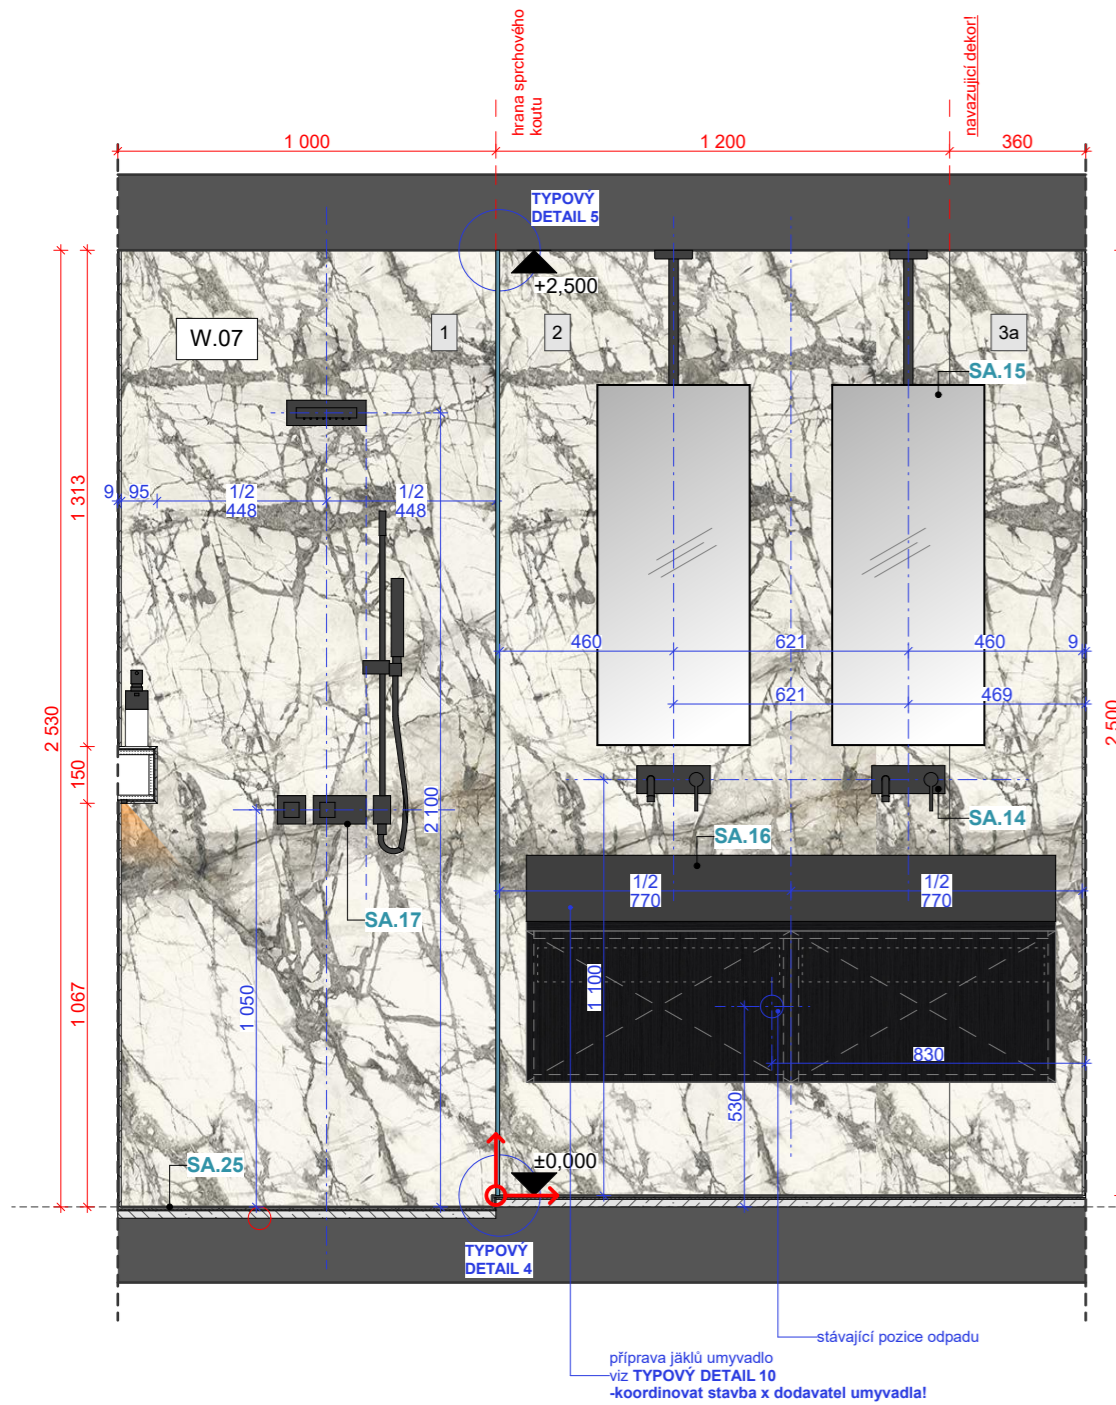 hrana sprchového
koutu
navazující dekor!
1 000
1 200
360
TYPOVÝ
DETAIL 5
+2,500
W.07
1
2
3a
SA.15
9
95
1/2
448
1/2
448
1 313
2 530
150
1 067
460
621
460
9
621
469
2 500
2 100
SA.14
SA.16
SA.17
1/2
770
1/2
770
1 050
1 100
530
830
SA.25
±0,000
TYPOVÝ
DETAIL 4
stávající pozice odpadu
příprava jäklů umyvadlo
viz TYPOVÝ DETAIL 10
-koordinovat stavba x dodavatel umyvadla!